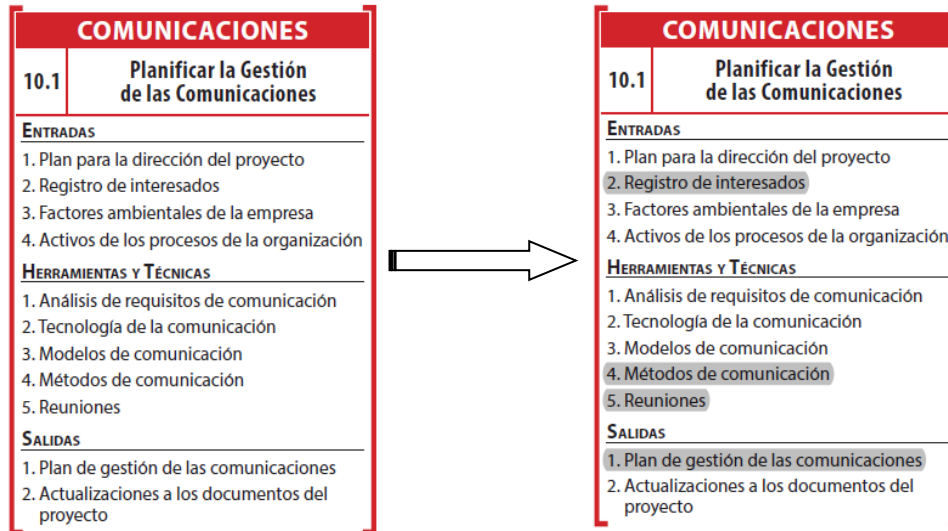 COMUNICACIONES
10.1
Planificar la Gestión
de las Comunicaciones
ENTRADAS
1. Plan para la dirección del proyecto
2. Registro de interesados
3. Factores ambientales de la empresa
4. Activos de los procesos de la organización
HERRAMIENTAS Y TÉCNICAS
1. Análisis de requisitos de comunicación
2. Tecnología de la comunicación
3. Modelos de comunicación
4. Métodos de comunicación
5. Reuniones
SALIDAS
1. Plan de gestión de las comunicaciones
2. Actualizaciones a los documentos del
proyecto
COMUNICACIONES
10.1
Planificar la Gestión
de las Comunicaciones
ENTRADAS
1. Plan para la dirección del proyecto
2. Registro de interesados
3. Factores ambientales de la empresa
4. Activos de los procesos de la organización
HERRAMIENTAS Y TÉCNICAS
1. Análisis de requisitos de comunicación
2. Tecnología de la comunicación
3. Modelos de comunicación
4. Métodos de comunicación
5. Reuniones
SALIDAS
1. Plan de gestión de las comunicaciones
2. Actualizaciones a los documentos del
proyecto